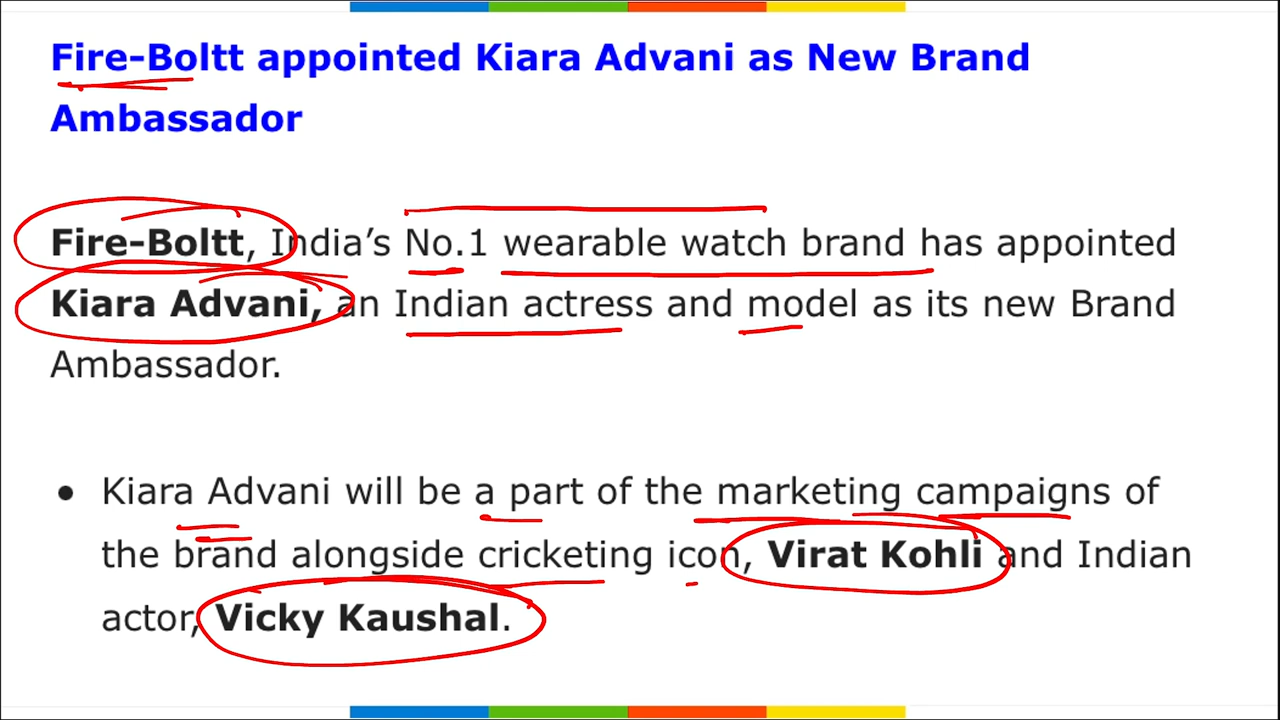 Fire-Boltt appointed Kiara Advani as New Brand
Ambassador
Fire-Boltt, India’s No.1 wearable watch brand has appointed
Kiara Advani, an Indian actress and model as its new Brand
Ambassador.
• Kiara Advani will be a part of the marketing campaigns of
the brand alongside cricketing icon, Virat Kohli and Indian
actor, Vicky Kaushal.